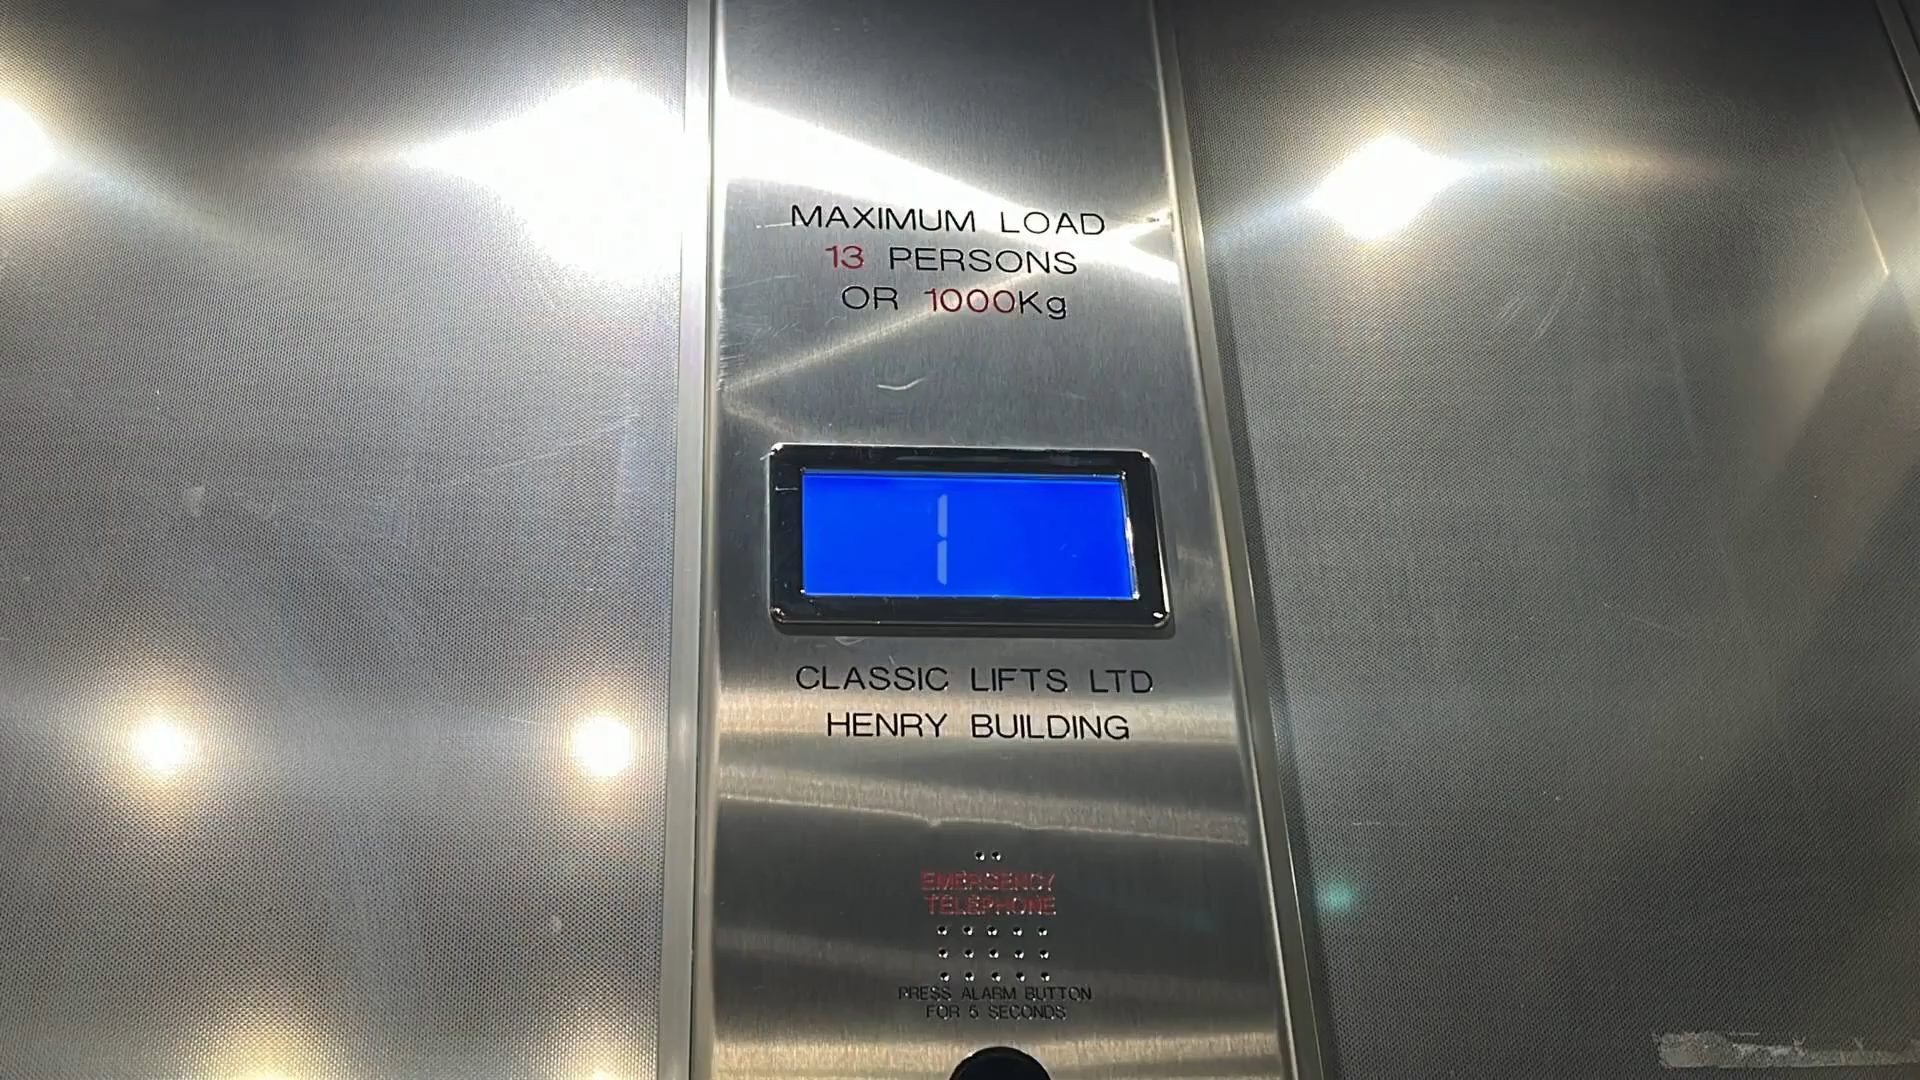 MAXIMUM LOAD
13 PERSONS
OR 1000Kg
1
CLASSIC LIFTS LTD
HENRY BUILDING
EMERGENCY
TELEPHONE
PRESS ALARM BUTTON
FOR 5 SECONDS